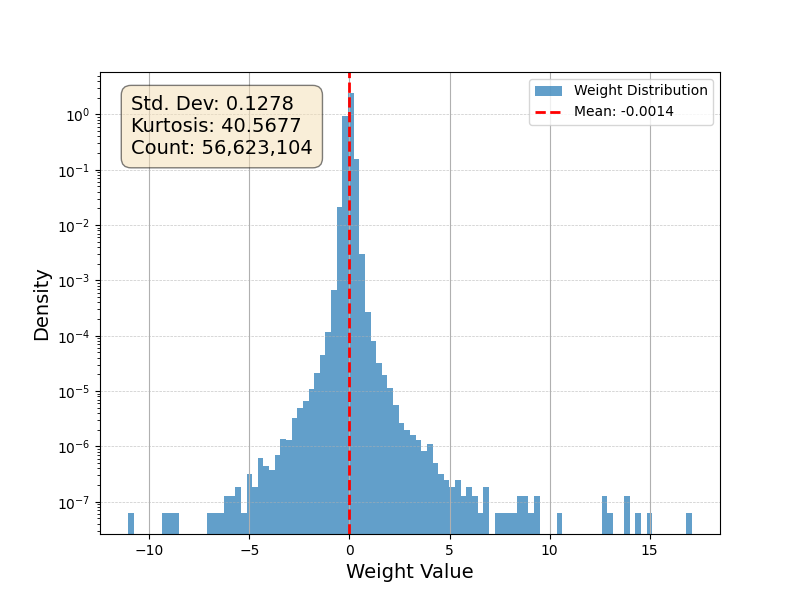 Std. Dev: 0.1278
Kurtosis: 40.5677
Count: 56,623,104
Weight Distribution
Mean: -0.0014
Density
10⁰
10⁻¹
10⁻²
10⁻³
10⁻⁴
10⁻⁵
10⁻⁶
10⁻⁷
−10 −5 0 5 10 15
Weight Value